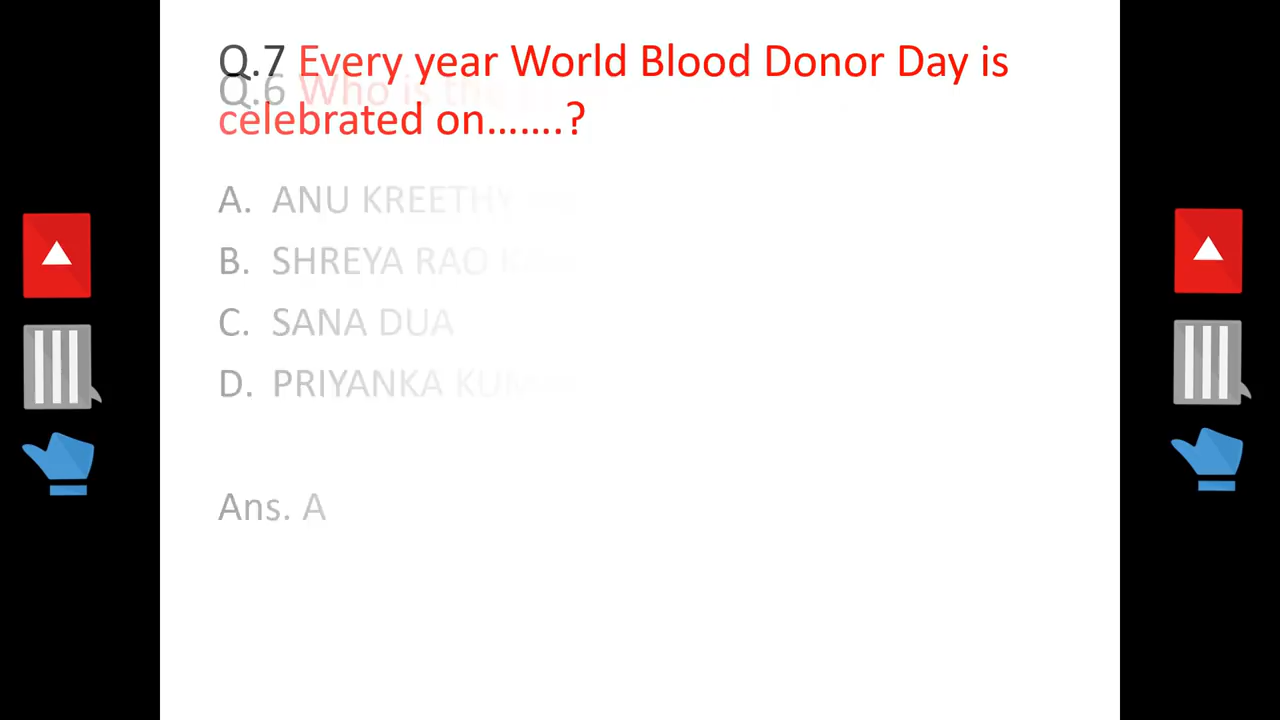 Q.7 Every year World Blood Donor Day is
Q.6 Who is the
celebrated on.......?
A. ANU KREETHY
B. SHREYA RAO
C. SANA DUA
D. PRIYANKA
Ans. A